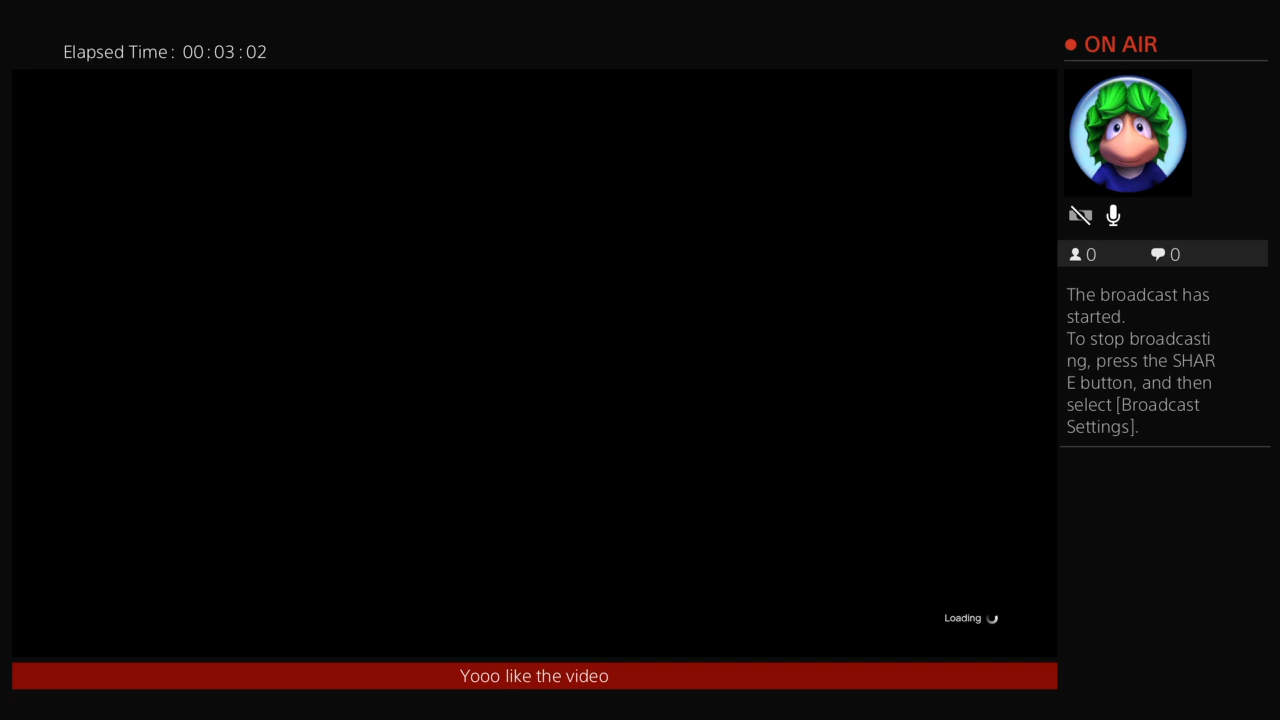 Elapsed Time: 00:03:02
ON AIR
0 0
The broadcast has
started.
To stop broadcasti
ng, press the SHAR
E button, and then
select [Broadcast
Settings].
Loading
Yooo like the video